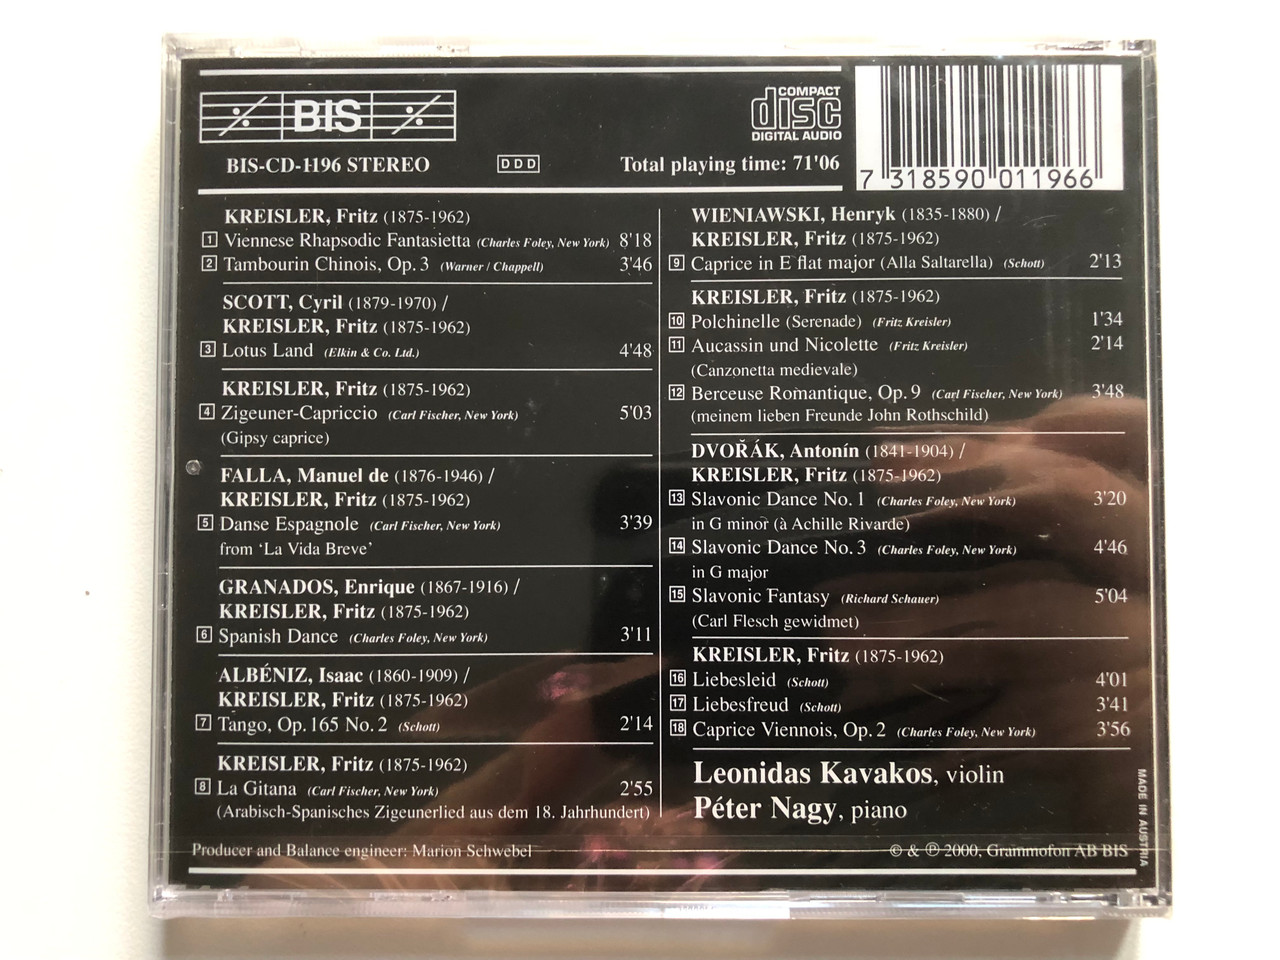 BIS
COMPACT
disc
DIGITAL AUDIO
BIS-CD-1196 STEREO
DDD
Total playing time: 71'06
7 318590 011966
KREISLER, Fritz (1875-1962)
1 Viennese Rhapsodic Fantasietta (Charles Foley, New York) 8'18
2 Tambourin Chinois, Op. 3 (Warner / Chappell) 3'46
SCOTT, Cyril (1879-1970) /
KREISLER, Fritz (1875-1962)
3 Lotus Land (Elkin & Co. Ltd.) 4'48
KREISLER, Fritz (1875-1962)
4 Zigeuner-Capriccio (Carl Fischer, New York) 5'03
(Gipsy caprice)
FALLA, Manuel de (1876-1946) /
KREISLER, Fritz (1875-1962)
5 Danse Espagnole (Carl Fischer, New York) 3'39
from ‘La Vida Breve’
GRANADOS, Enrique (1867-1916) /
KREISLER, Fritz (1875-1962)
6 Spanish Dance (Charles Foley, New York) 3'11
ALBÉNIZ, Isaac (1860-1909) /
KREISLER, Fritz (1875-1962)
7 Tango, Op. 165 No. 2 (Schott) 2'14
KREISLER, Fritz (1875-1962)
8 La Gitana (Carl Fischer, New York) 2'55
(Arabisch-Spanisches Zigeunerlied aus dem 18. Jahrhundert)
WIENIAWSKI, Henryk (1835-1880) /
KREISLER, Fritz (1875-1962)
9 Caprice in E flat major (Alla Saltarella) (Schott) 2'13
KREISLER, Fritz (1875-1962)
10 Polchinelle (Serenade) (Fritz Kreisler) 1'34
11 Aucassin und Nicolette (Fritz Kreisler) 2'14
(Canzonetta medievale)
12 Berceuse Romantique, Op. 9 (Carl Fischer, New York) 3'48
(meinem lieben Freunde John Rothschild)
DVOŘÁK, Antonín (1841-1904) /
KREISLER, Fritz (1875-1962)
13 Slavonic Dance No. 1 (Charles Foley, New York) 3'20
in G minor (à Achille Rivarde)
14 Slavonic Dance No. 3 (Charles Foley, New York) 4'46
in G major
15 Slavonic Fantasy (Richard Schauer) 5'04
(Carl Flesch gewidmet)
KREISLER, Fritz (1875-1962)
16 Liebesleid (Schott) 4'01
17 Liebesfreud (Schott) 3'41
18 Caprice Viennois, Op. 2 (Charles Foley, New York) 3'56
Leonidas Kavakos, violin
Péter Nagy, piano
MADE IN AUSTRIA
Producer and Balance engineer: Marion Schwebel
© & ℗ 2000, Grammofon AB BIS